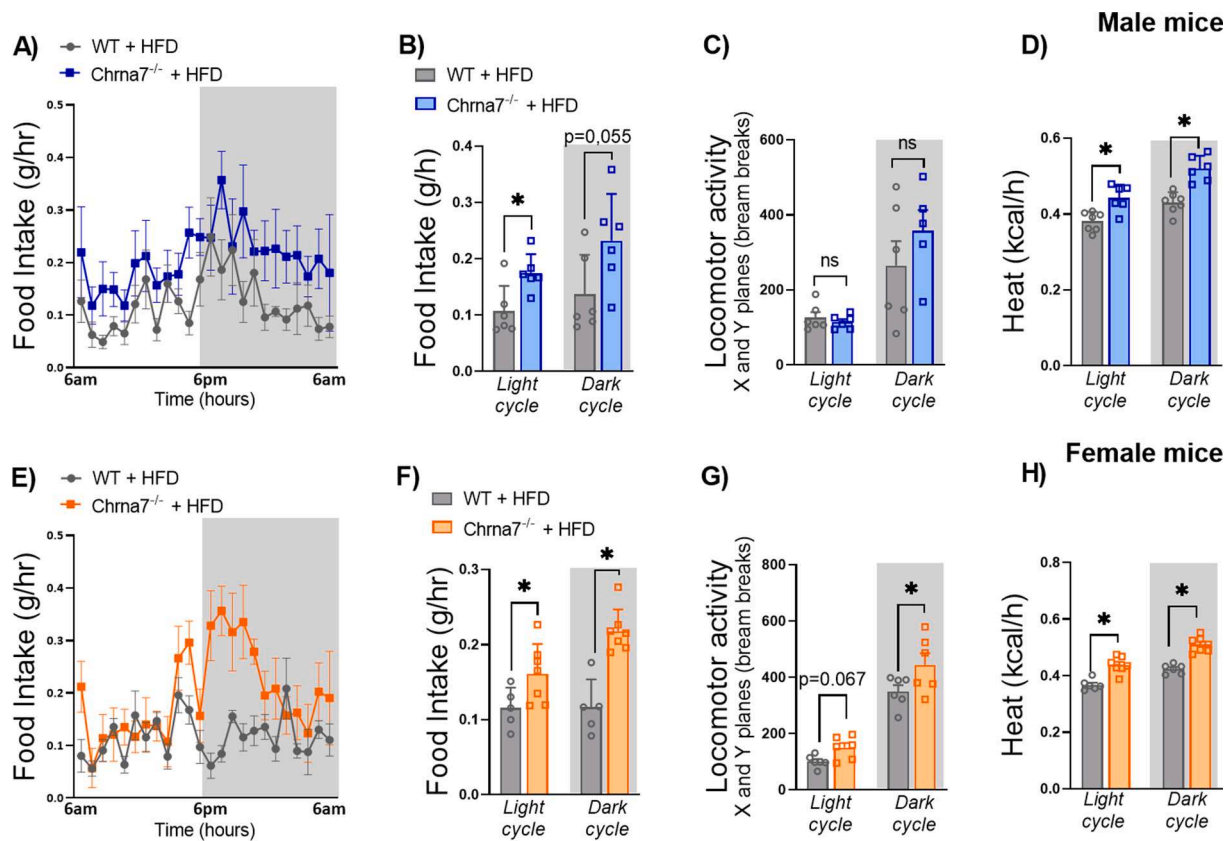 Male mice
A)
WT + HFD
Chrna7-/- + HFD
Food Intake (g/hr)
0.5
0.4
0.3
0.2
0.1
0.0
6am
6pm
6am
Time (hours)
B)
WT + HFD
Chrna7-/- + HFD
Food Intake (g/h)
0.4
0.3
0.2
0.1
0.0
*
p=0,055
Light cycle
Dark cycle
C)
Locomotor activity
X and Y planes (bream breaks)
600
400
200
0
ns
ns
Light cycle
Dark cycle
D)
Heat (kcal/h)
0.6
0.4
0.2
0.0
*
*
Light cycle
Dark cycle
Female mice
E)
WT + HFD
Chrna7-/- + HFD
Food Intake (g/hr)
0.5
0.4
0.3
0.2
0.1
0.0
6am
6pm
6am
Time (hours)
F)
WT + HFD
Chrna7-/- + HFD
Food Intake (g/hr)
0.3
0.2
0.1
0.0
*
*
Light cycle
Dark cycle
G)
Locomotor activity
X and Y planes (bream breaks)
800
600
400
200
0
p=0.067
*
Light cycle
Dark cycle
H)
Heat (kcal/h)
0.8
0.6
0.4
0.2
0.0
*
*
Light cycle
Dark cycle